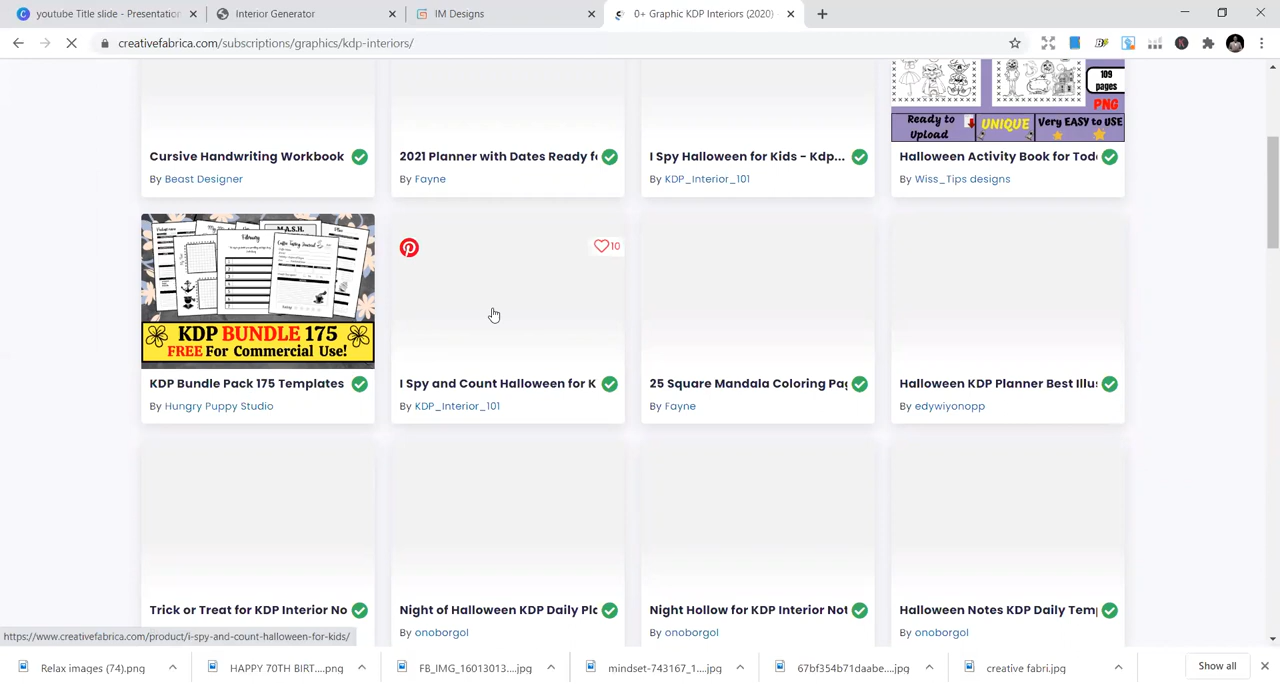 youtube Title slide - Presentation
Interior Generator
IM Designs
0+ Graphic KDP Interiors (2020)
creativefabrica.com/subscriptions/graphics/kdp-interiors/
109
pages
PNG
Ready to
Upload
UNIQUE
Very EASY to USE
Cursive Handwriting Workbook
By Beast Designer
2021 Planner with Dates Ready f
By Fayne
I Spy Halloween for Kids - Kdp...
By KDP_Interior_101
Halloween Activity Book for Tod
By Wiss_Tips designs
M.A.S.H.
February
KDP BUNDLE 175
FREE For Commercial Use!
10
KDP Bundle Pack 175 Templates
By Hungry Puppy Studio
I Spy and Count Halloween for K
By KDP_Interior_101
25 Square Mandala Coloring Pag
By Fayne
Halloween KDP Planner Best Illus
By edywiyonopp
Trick or Treat for KDP Interior No
Night of Halloween KDP Daily Pla
By onoborgol
Night Hollow for KDP Interior Not
By onoborgol
Halloween Notes KDP Daily Temp
By onoborgol
https://www.creativefabrica.com/product/i-spy-and-count-halloween-for-kids/
Relax images (74).png
HAPPY 70TH BIRT....png
FB_IMG_16013013....jpg
mindset-743167_1....jpg
67bf354b71daabe....jpg
creative fabri.jpg
Show all